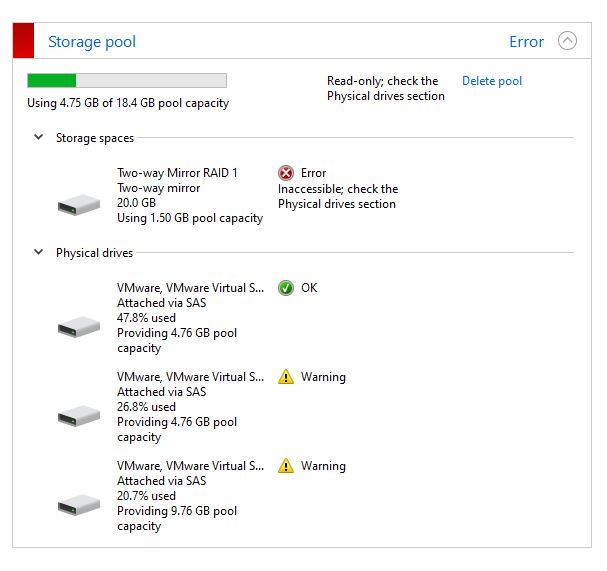 Storage pool
Error
Using 4.75 GB of 18.4 GB pool capacity
Read-only; check the
Physical drives section
Delete pool
Storage spaces
Two-way Mirror RAID 1
Two-way mirror
20.0 GB
Using 1.50 GB pool capacity
Error
Inaccessible; check the
Physical drives section
Physical drives
VMware, VMware Virtual S...
Attached via SAS
47.8% used
Providing 4.76 GB pool
capacity
OK
VMware, VMware Virtual S...
Attached via SAS
26.8% used
Providing 4.76 GB pool
capacity
Warning
VMware, VMware Virtual S...
Attached via SAS
20.7% used
Providing 9.76 GB pool
capacity
Warning